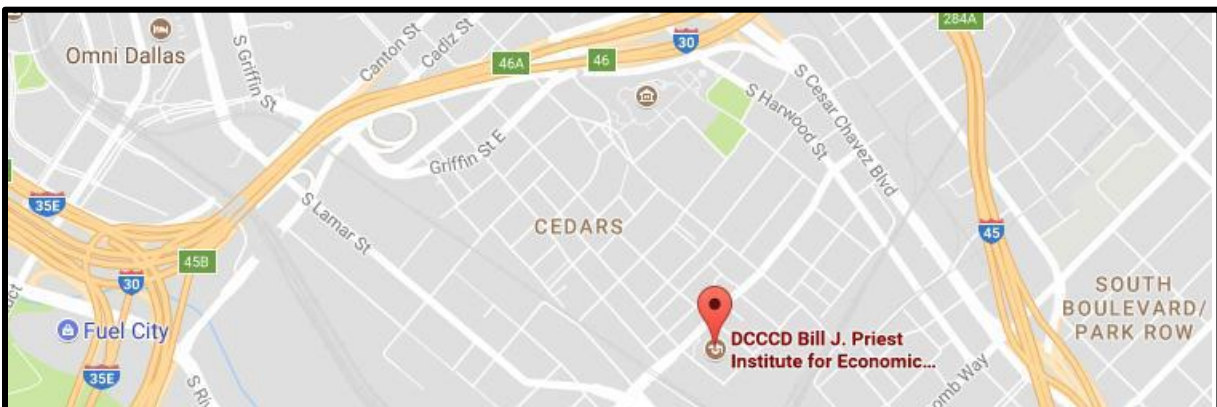 284A
Omni Dallas
S Griffin St
Canton St
Cadiz St
46A
46
30
S Cesar Chavez Blvd
S Harwood St
Griffin St E
35E
S Lamar St
CEDARS
45
45B
30
SOUTH
BOULEVARD/
PARK ROW
Fuel City
DCCCD Bill J. Priest
Institute for Economic...
35E